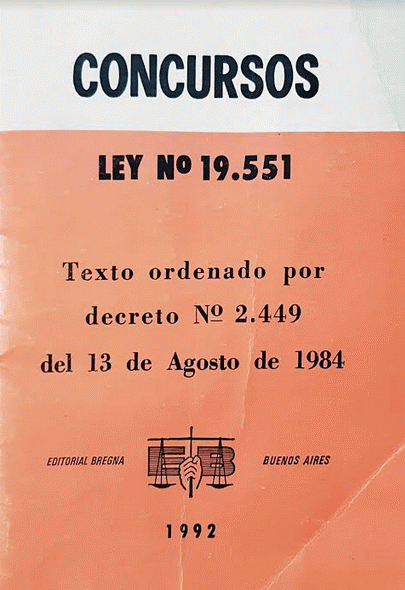 CONCURSOS
LEY Nº 19.551
Texto ordenado por
decreto Nº 2.449
del 13 de Agosto de 1984
EDITORIAL BREGNA
EB
BUENOS AIRES
1992